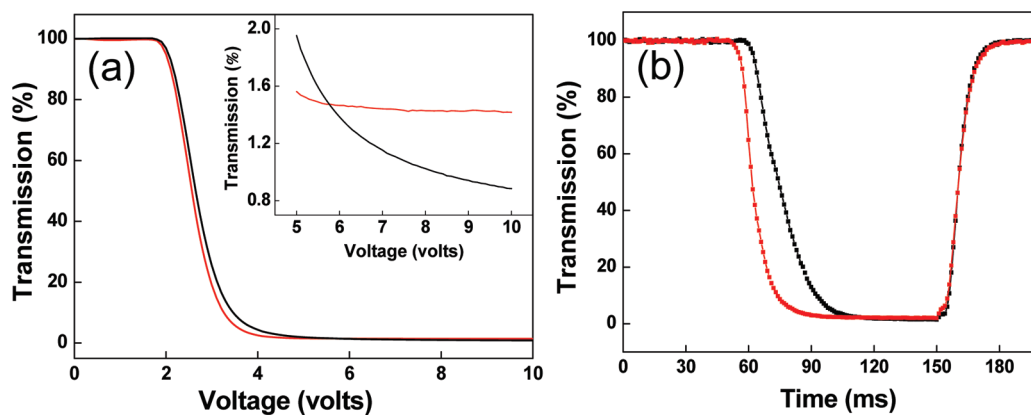 (a)
Transmission (%)
100
80
60
40
20
0
0 2 4 6 8 10
Voltage (volts)
Transmission (%)
2.0
1.6
1.2
0.8
5 6 7 8 9 10
Voltage (volts)
(b)
Transmission (%)
100
80
60
40
20
0
0 30 60 90 120 150 180
Time (ms)